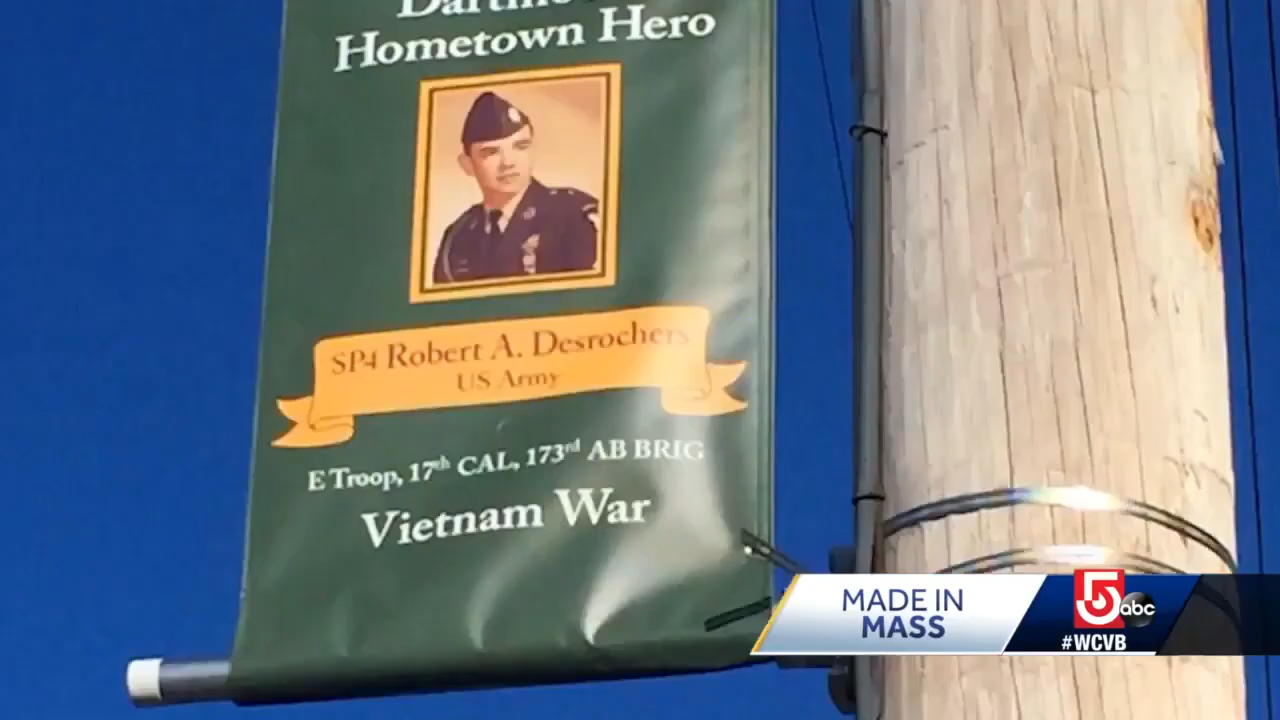 Hometown Hero
SP4 Robert A. Desrochers
US Army
E Troop, 17th CAL, 173rd AB BRIG
Vietnam War
MADE IN
MASS
5 abc
#WCVB